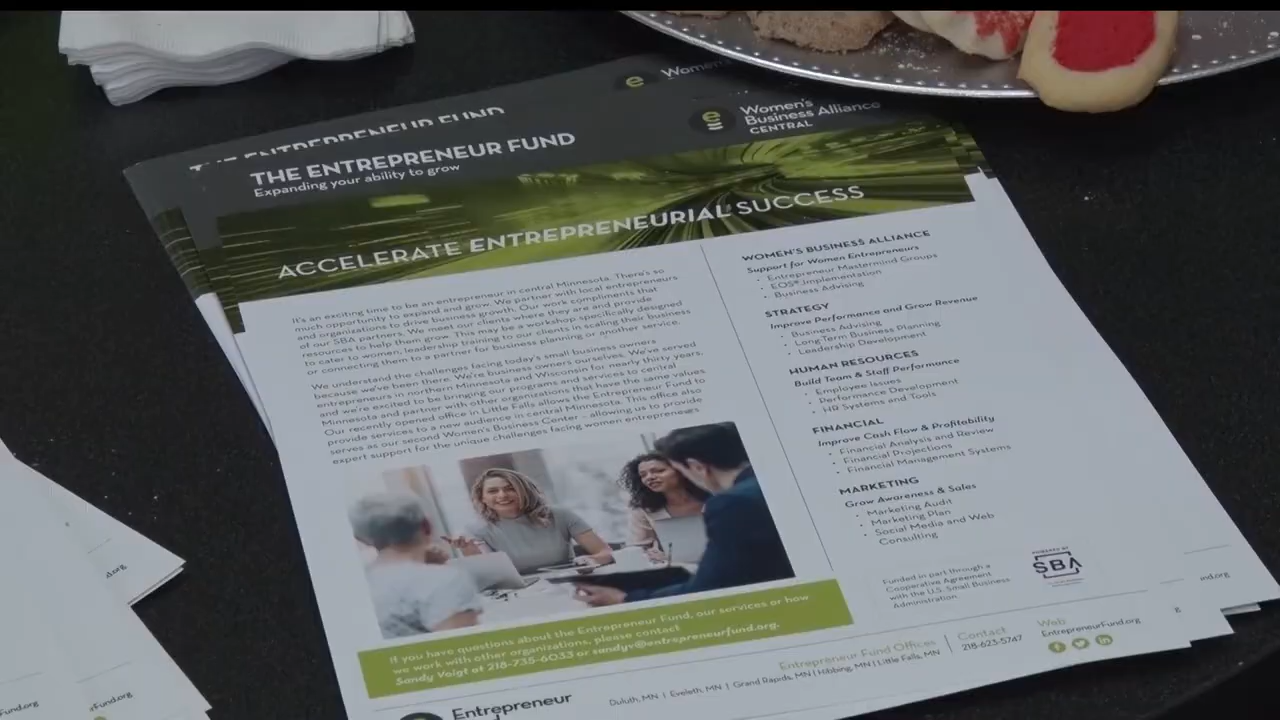 Women's
THE ENTREPRENEUR FUND
Women's
Business Alliance
CENTRAL
THE ENTREPRENEUR FUND
Expanding your ability to grow
ACCELERATE ENTREPRENEURIAL SUCCESS
It's an exciting time to be an entrepreneur in central Minnesota. There's so
much opportunity to expand and grow. We partner with local entrepreneurs
and organizations to drive business growth. Our work compliments that
of our SBA partners. We meet our clients where they are and provide
resources to help them grow. This may be a workshop specifically designed
to cater to women, leadership training to our clients in scaling their business
or connecting them to a partner for business planning or another service.
We understand the challenges facing today's small business owners
because we've been there. We're business owners ourselves. We've served
entrepreneurs in northern Minnesota and Wisconsin for nearly thirty years,
and we're excited to be bringing our programs and services to central
Minnesota and partner with other organizations that have the same values
Our recently opened office in Little Falls allows the Entrepreneur Fund to
provide services to a new audience in central Minnesota. This office also
serves as our second Women's Business Center - allowing us to provide
expert support for the unique challenges facing women entrepreneurs
WOMEN'S BUSINESS ALLIANCE
Support for Women Entrepreneurs
• Entrepreneur Mastermind Groups
• EOS® Implementation
• Business Advising
STRATEGY
Improve Performance and Grow Revenue
• Business Advising
• Long-Term Business Planning
• Leadership Development
HUMAN RESOURCES
Build Team & Staff Performance
• Employee Issues
• Performance Development
• HR Systems and Tools
FINANCIAL
Improve Cash Flow & Profitability
• Financial Analysis and Review
• Financial Projections
• Financial Management Systems
MARKETING
Grow Awareness & Sales
• Marketing Audit
• Marketing Plan
• Social Media and Web
Consulting
Funded in part through a
Cooperative Agreement
with the U.S. Small Business
Administration.
POWERED BY
SBA
If you have questions about the Entrepreneur Fund, our services or how
we work with other organizations, please contact
Sandy Voigt at 218-735-6033 or sandyv@entrepreneurfund.org.
Entrepreneur
Entrepreneur Fund Offices
Duluth, MN | Eveleth, MN | Grand Rapids, MN | Hibbing, MN | Little Falls, MN
Contact
218-623-5747
Web
EntrepreneurFund.org
nd.org
g
d.org
rFund.org
Fund.org